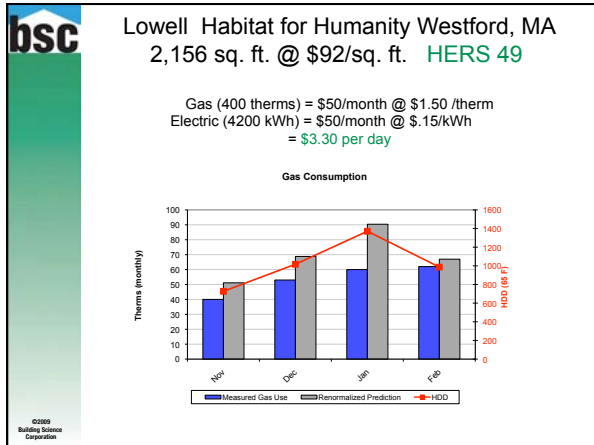 bsc
Lowell Habitat for Humanity Westford, MA
2,156 sq. ft. @ $92/sq. ft. HERS 49
Gas (400 therms) = $50/month @ $1.50 /therm
Electric (4200 kWh) = $50/month @ $.15/kWh
= $3.30 per day
Gas Consumption
Therms (monthly)
100
90
80
70
60
50
40
30
20
10
0
1600
1400
1200
1000
800
600
400
200
0
HDD (65 F)
Nov
Dec
Jan
Feb
Measured Gas Use
Renormalized Prediction
HDD
©2009
Building Science
Corporation